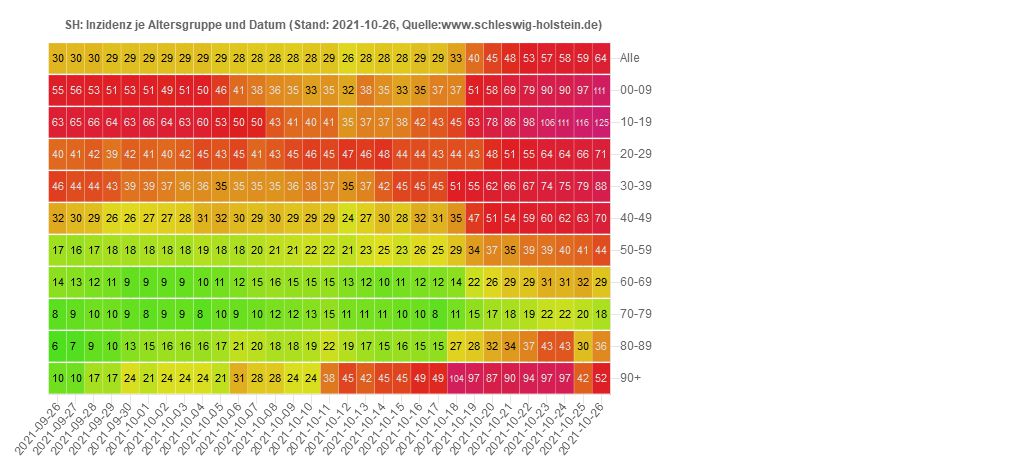 SH: Inzidenz je Altersgruppe und Datum (Stand: 2021-10-26, Quelle:www.schleswig-holstein.de)
30 30 30 29 29 29 29 29 29 29 28 28 28 28 28 29 26 28 28 28 29 29 33 40 45 48 53 57 58 59 64 Alle
55 56 53 51 53 51 49 51 50 46 41 38 36 35 33 35 32 38 35 33 35 37 37 51 58 69 79 90 90 97 111 00-09
63 65 66 64 63 66 64 63 60 53 50 50 43 41 40 41 35 37 37 38 42 43 45 63 78 86 98 106 111 116 125 10-19
40 41 42 39 42 41 40 42 45 43 45 41 43 45 46 45 47 46 48 44 44 43 44 43 48 51 55 64 64 66 71 20-29
46 44 44 43 39 39 37 36 36 35 35 35 35 36 38 37 35 37 42 45 45 45 51 55 62 66 67 74 75 79 88 30-39
32 30 29 26 26 27 27 28 31 32 30 29 30 29 29 29 24 27 30 28 32 31 35 47 51 54 59 60 62 63 70 40-49
17 16 17 18 18 18 18 18 19 18 18 20 21 21 22 22 21 23 25 23 26 25 29 34 37 35 39 39 40 41 44 50-59
14 13 12 11 9 9 9 9 10 11 12 15 16 15 15 15 13 12 10 11 12 12 14 22 26 29 29 31 31 32 29 60-69
8 9 10 10 9 8 9 9 8 10 9 10 12 12 13 15 11 11 11 10 10 8 11 15 17 18 19 22 22 20 18 70-79
6 7 9 10 13 15 16 16 16 17 21 20 18 18 19 22 19 17 15 16 15 15 27 28 32 34 37 43 43 30 36 80-89
10 10 17 17 24 21 24 24 24 21 31 28 28 24 24 38 45 42 45 45 49 49 104 97 87 90 94 97 97 42 52 90+
2021-09-26
2021-09-27
2021-09-28
2021-09-29
2021-09-30
2021-10-01
2021-10-02
2021-10-03
2021-10-04
2021-10-05
2021-10-06
2021-10-07
2021-10-08
2021-10-09
2021-10-10
2021-10-11
2021-10-12
2021-10-13
2021-10-14
2021-10-15
2021-10-16
2021-10-17
2021-10-18
2021-10-19
2021-10-20
2021-10-21
2021-10-22
2021-10-23
2021-10-24
2021-10-25
2021-10-26